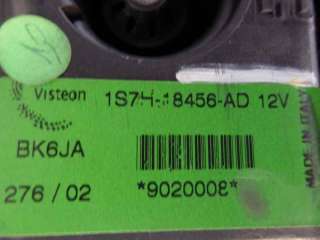 Visteon 1S7H-18456-AD 12V
BK6JA
276 / 02 *9020008*
MADE IN ITALY